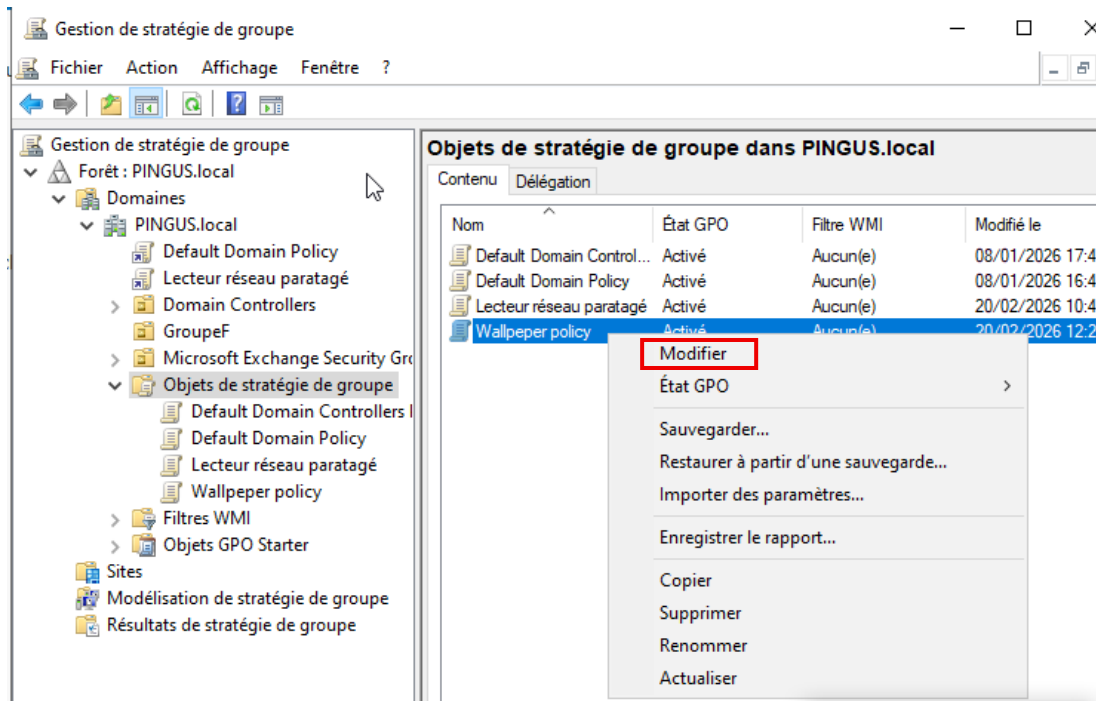 Gestion de stratégie de groupe
Fichier Action Affichage Fenêtre ?
Gestion de stratégie de groupe
Forêt : PINGUS.local
Domaines
PINGUS.local
Default Domain Policy
Lecteur réseau paratagé
Domain Controllers
GroupeF
Microsoft Exchange Security Gro
Objets de stratégie de groupe
Default Domain Controllers
Default Domain Policy
Lecteur réseau paratagé
Wallpeper policy
Filtres WMI
Objets GPO Starter
Sites
Modélisation de stratégie de groupe
Résultats de stratégie de groupe
Objets de stratégie de groupe dans PINGUS.local
Contenu Délégation
Nom État GPO Filtre WMI Modifié le
Default Domain Control... Activé Aucun(e) 08/01/2026 17:4
Default Domain Policy Activé Aucun(e) 08/01/2026 16:4
Lecteur réseau paratagé Activé Aucun(e) 20/02/2026 10:4
Wallpeper policy Activé Aucun(e) 20/02/2026 12:2
Modifier
État GPO
Sauvegarder...
Restaurer à partir d'une sauvegarde...
Importer des paramètres...
Enregistrer le rapport...
Copier
Supprimer
Renommer
Actualiser